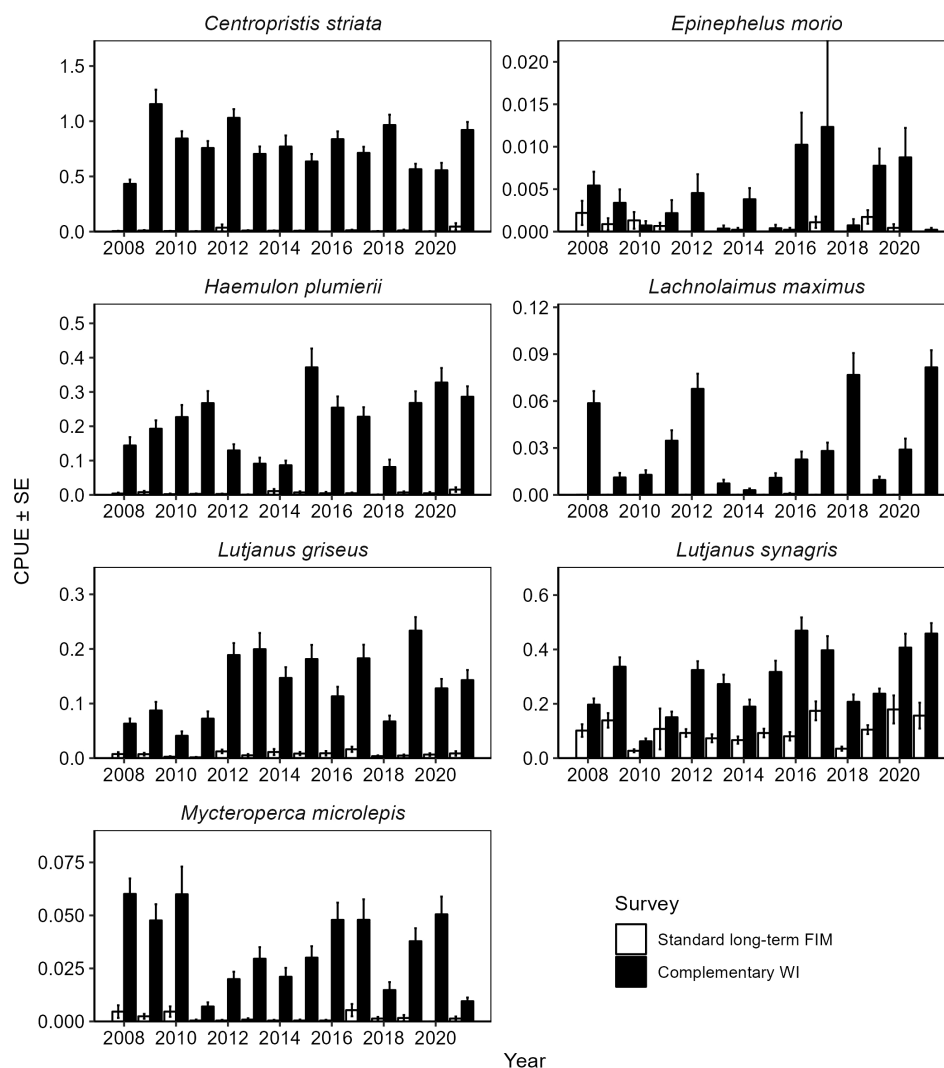 Centropristis striata
1.5
1.0
0.5
0.0
2008 2010 2012 2014 2016 2018 2020
Epinephelus morio
0.020
0.015
0.010
0.005
0.000
2008 2010 2012 2014 2016 2018 2020
Haemulon plumierii
0.5
0.4
0.3
0.2
0.1
0.0
2008 2010 2012 2014 2016 2018 2020
Lachnolaimus maximus
0.12
0.09
0.06
0.03
0.00
2008 2010 2012 2014 2016 2018 2020
CPUE ± SE
Lutjanus griseus
0.3
0.2
0.1
0.0
2008 2010 2012 2014 2016 2018 2020
Lutjanus synagris
0.6
0.4
0.2
0.0
2008 2010 2012 2014 2016 2018 2020
Mycteroperca microlepis
0.075
0.050
0.025
0.000
2008 2010 2012 2014 2016 2018 2020
Survey
Standard long-term FIM
Complementary WI
Year